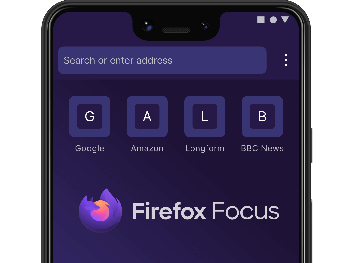 Search or enter address
G A L B
Google Amazon Longform BBC News
Firefox Focus